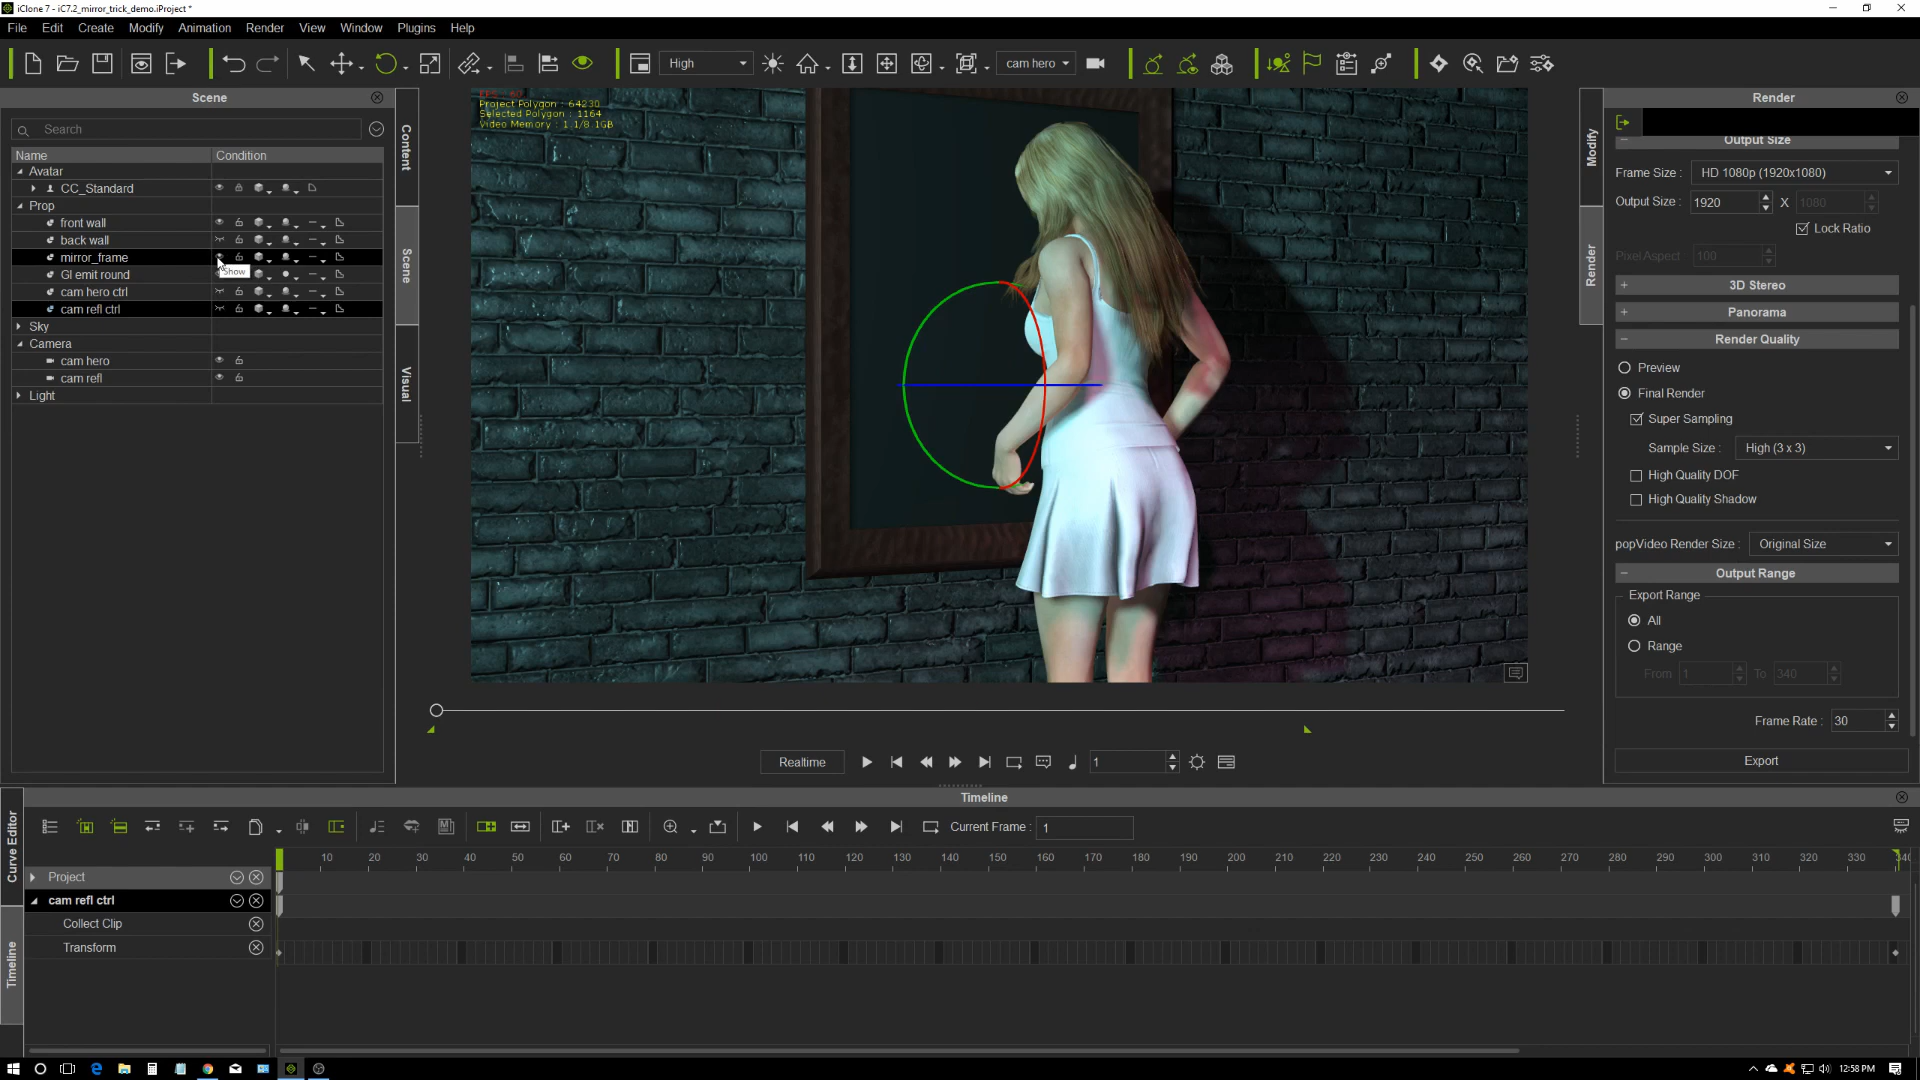 iClone 7 - iC7.2_mirror_trick_demo.iProject *
File Edit Create Modify Animation Render View Window Plugins Help
High cam hero
Scene
Search
Name Condition
Avatar
CC_Standard
Prop
front wall
back wall
mirror_frame
GI emit round
Show
cam hero ctrl
cam refl ctrl
Sky
Camera
cam hero
cam refl
Light
Content
Scene
Visual
FPS : 60
Project Polygon : 64230
Selected Polygon : 1164
Video Memory : 1.1/8.1GB
Modify
Render
Render
Output Size
Frame Size : HD 1080p (1920x1080)
Output Size : 1920 X 1080
Lock Ratio
Pixel Aspect 100
+ 3D Stereo
+ Panorama
− Render Quality
Preview
Final Render
Super Sampling
Sample Size : High (3 x 3)
High Quality DOF
High Quality Shadow
popVideo Render Size : Original Size
− Output Range
Export Range
All
Range
From 1 To 340
Frame Rate : 30
Export
Realtime 1
Timeline
Current Frame : 1
10 20 30 40 50 60 70 80 90 100 110 120 130 140 150 160 170 180 190 200 210 220 230 240 250 260 270 280 290 300 310 320 330 340
Curve Editor
Timeline
Project
cam refl ctrl
Collect Clip
Transform
12:58 PM